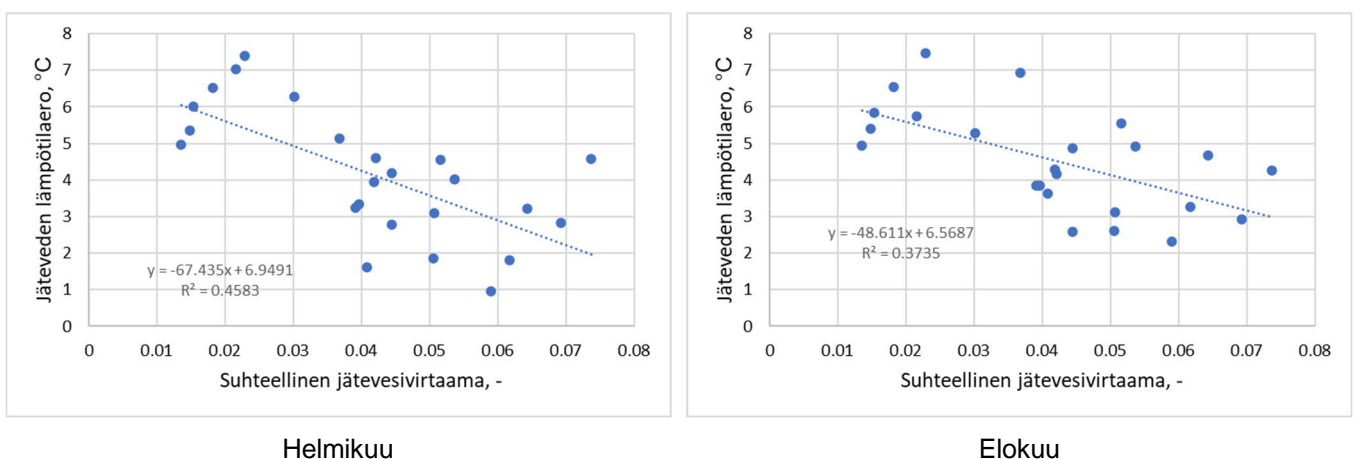 8
7
6
5
4
3
2
1
0
Jäteveden lämpötilaero, °C
y = -67.435x + 6.9491
R² = 0.4583
0 0.01 0.02 0.03 0.04 0.05 0.06 0.07 0.08
Suhteellinen jätevesivirtaama, -
Helmikuu
8
7
6
5
4
3
2
1
0
Jäteveden lämpötilaero, °C
y = -48.611x + 6.5687
R² = 0.3735
0 0.01 0.02 0.03 0.04 0.05 0.06 0.07 0.08
Suhteellinen jätevesivirtaama, -
Elokuu